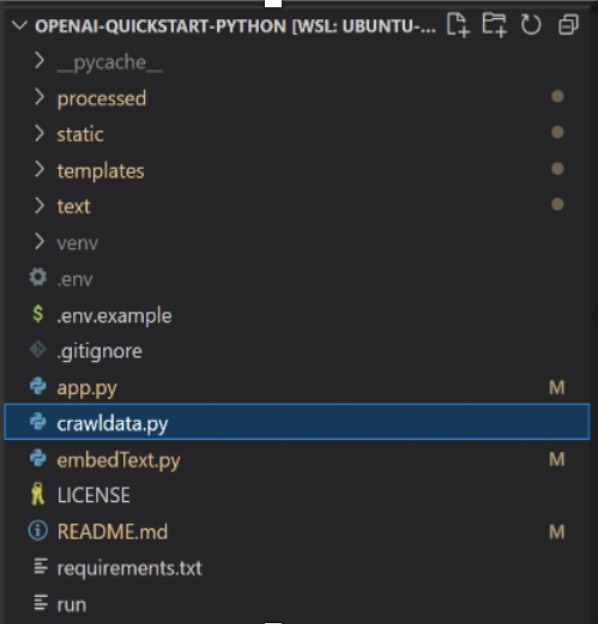 OPENAI-QUICKSTART-PYTHON [WSL: UBUNTU-...
__pycache__
processed
static
templates
text
venv
.env
$ .env.example
.gitignore
app.py M
crawldata.py
embedText.py M
LICENSE
README.md M
requirements.txt
run